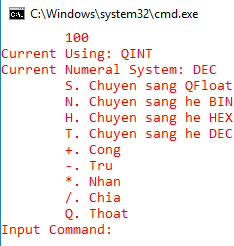 C:\Windows\system32\cmd.exe
100
Current Using: QINT
Current Numeral System: DEC
S. Chuyen sang QFloat
N. Chuyen sang he BIN
H. Chuyen sang he HEX
T. Chuyen sang he DEC
+. Cong
-. Tru
*. Nhan
/. Chia
Q. Thoat
Input Command: